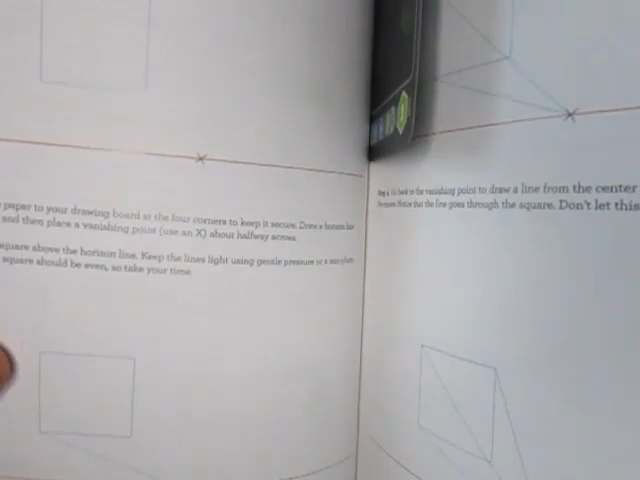 paper to your drawing board at the four corners to keep it secure. Draw a horizon line
and then place a vanishing point (use an X) about halfway across.
square above the horizon line. Keep the lines light using gentle pressure or a
square should be even, so take your time.
back to the vanishing point to draw a line from the center
Notice that the line goes through the square. Don't let this